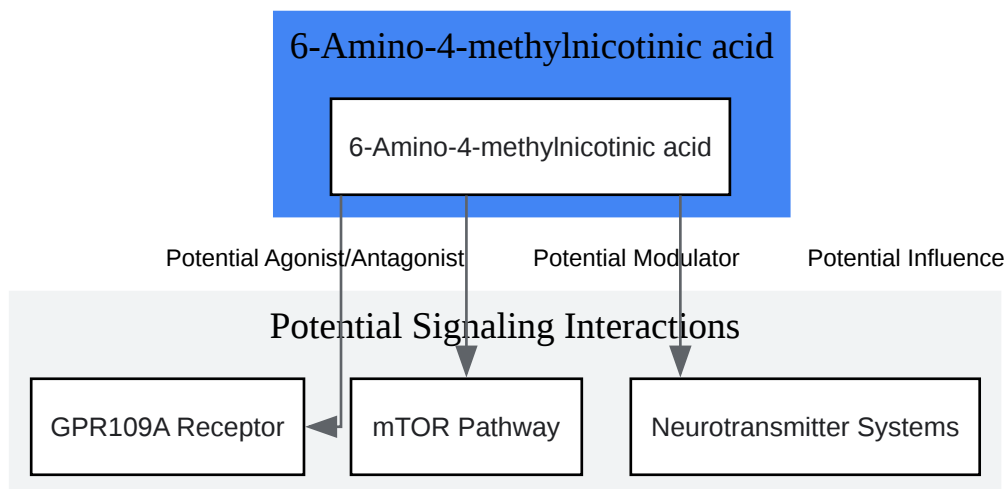 6-Amino-4-methylnicotinic acid
6-Amino-4-methylnicotinic acid
Potential Agonist/Antagonist
Potential Modulator
Potential Influence
Potential Signaling Interactions
GPR109A Receptor
mTOR Pathway
Neurotransmitter Systems